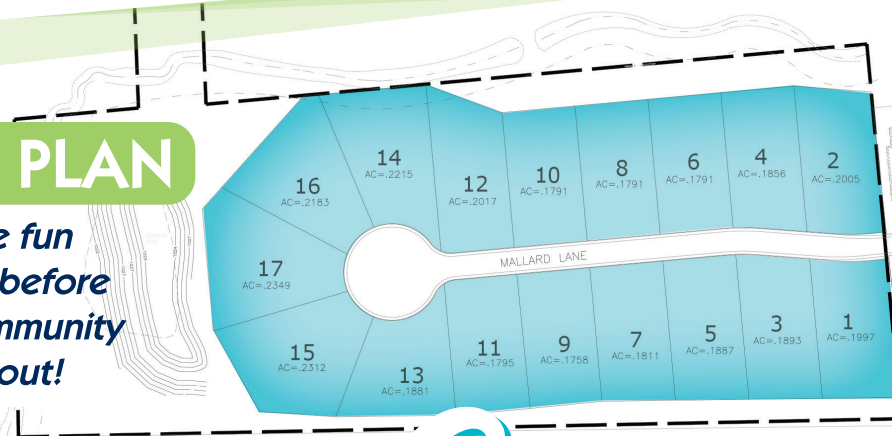 PLAN
e fun
before
mmunity
out!
14
AC=.2215
16
AC=.2183
12
AC=.2017
10
AC=.1791
8
AC=.1791
6
AC=.1791
4
AC=.1856
2
AC=.2005
17
AC=.2349
MALLARD LANE
15
AC=.2312
13
AC=.1881
11
AC=.1795
9
AC=.1758
7
AC=.1811
5
AC=.1887
3
AC=.1893
1
AC=.1997